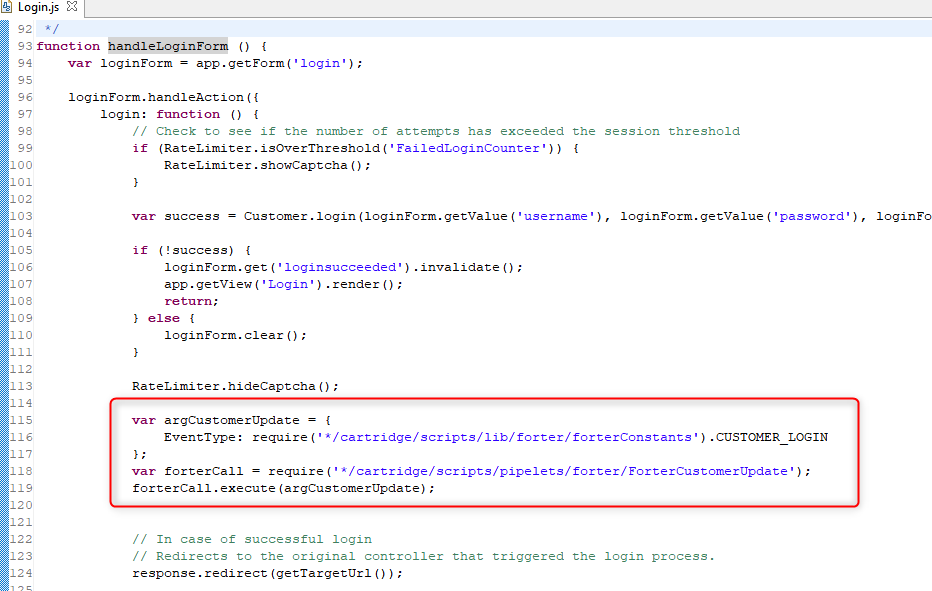 Login.js
92 */
93 function handleLoginForm () {
94 var loginForm = app.getForm('login');
95
96 loginForm.handleAction({
97 login: function () {
98 // Check to see if the number of attempts has exceeded the session threshold
99 if (RateLimiter.isOverThreshold('FailedLoginCounter')) {
100 RateLimiter.showCaptcha();
101 }
102
103 var success = Customer.login(loginForm.getValue('username'), loginForm.getValue('password'), loginFo
104
105 if (!success) {
106 loginForm.get('loginsucceeded').invalidate();
107 app.getView('Login').render();
108 return;
109 } else {
110 loginForm.clear();
111 }
112
113 RateLimiter.hideCaptcha();
114
115 var argCustomerUpdate = {
116 EventType: require('*/cartridge/scripts/lib/forter/forterConstants').CUSTOMER_LOGIN
117 };
118 var forterCall = require('*/cartridge/scripts/pipelets/forter/ForterCustomerUpdate');
119 forterCall.execute(argCustomerUpdate);
120
121
122 // In case of successful login
123 // Redirects to the original controller that triggered the login process.
124 response.redirect(getTargetUrl());
125